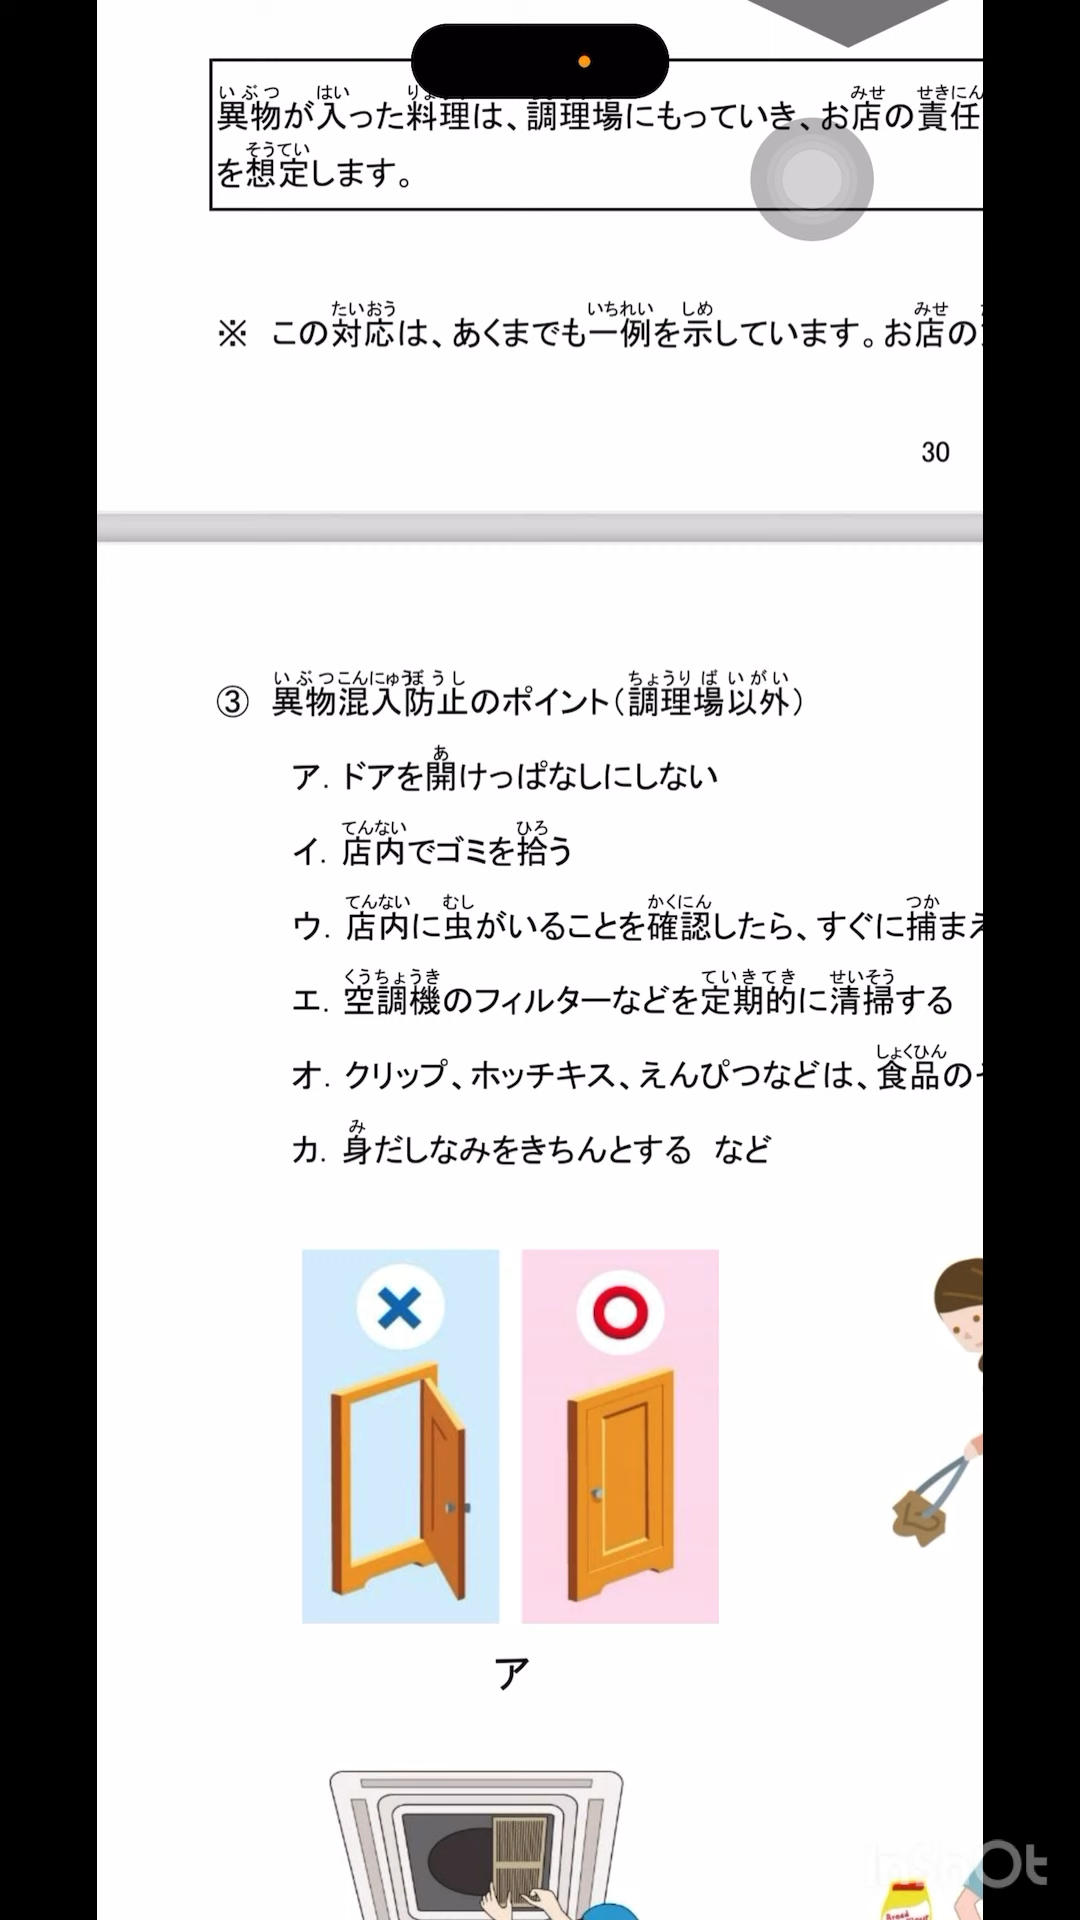 異物が入った料理は、調理場にもっていき、お店の責任
を想定します。
※ この対応は、あくまでも一例を示しています。お店の
30
③ 異物混入防止のポイント(調理場以外)
ア. ドアを開けっぱなしにしない
イ. 店内でゴミを拾う
ウ. 店内に虫がいることを確認したら、すぐに捕まえ
エ. 空調機のフィルターなどを定期的に清掃する
オ. クリップ、ホッチキス、えんぴつなどは、食品の
カ. 身だしなみをきちんとする など
ア
InShOt